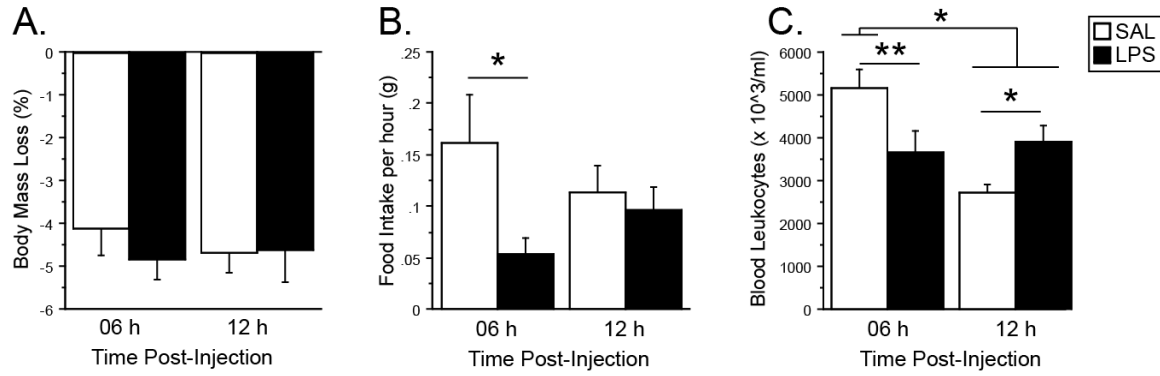 A.
0
-1
-2
-3
-4
-5
-6
Body Mass Loss (%)
06 h 12 h
Time Post-Injection
B.
*
.25
.2
.15
.1
.05
0
Food Intake per hour (g)
06 h 12 h
Time Post-Injection
C.
*
**
*
6000
5000
4000
3000
2000
1000
0
Blood Leukocytes (x 10^3/ml)
06 h 12 h
Time Post-Injection
SAL
LPS